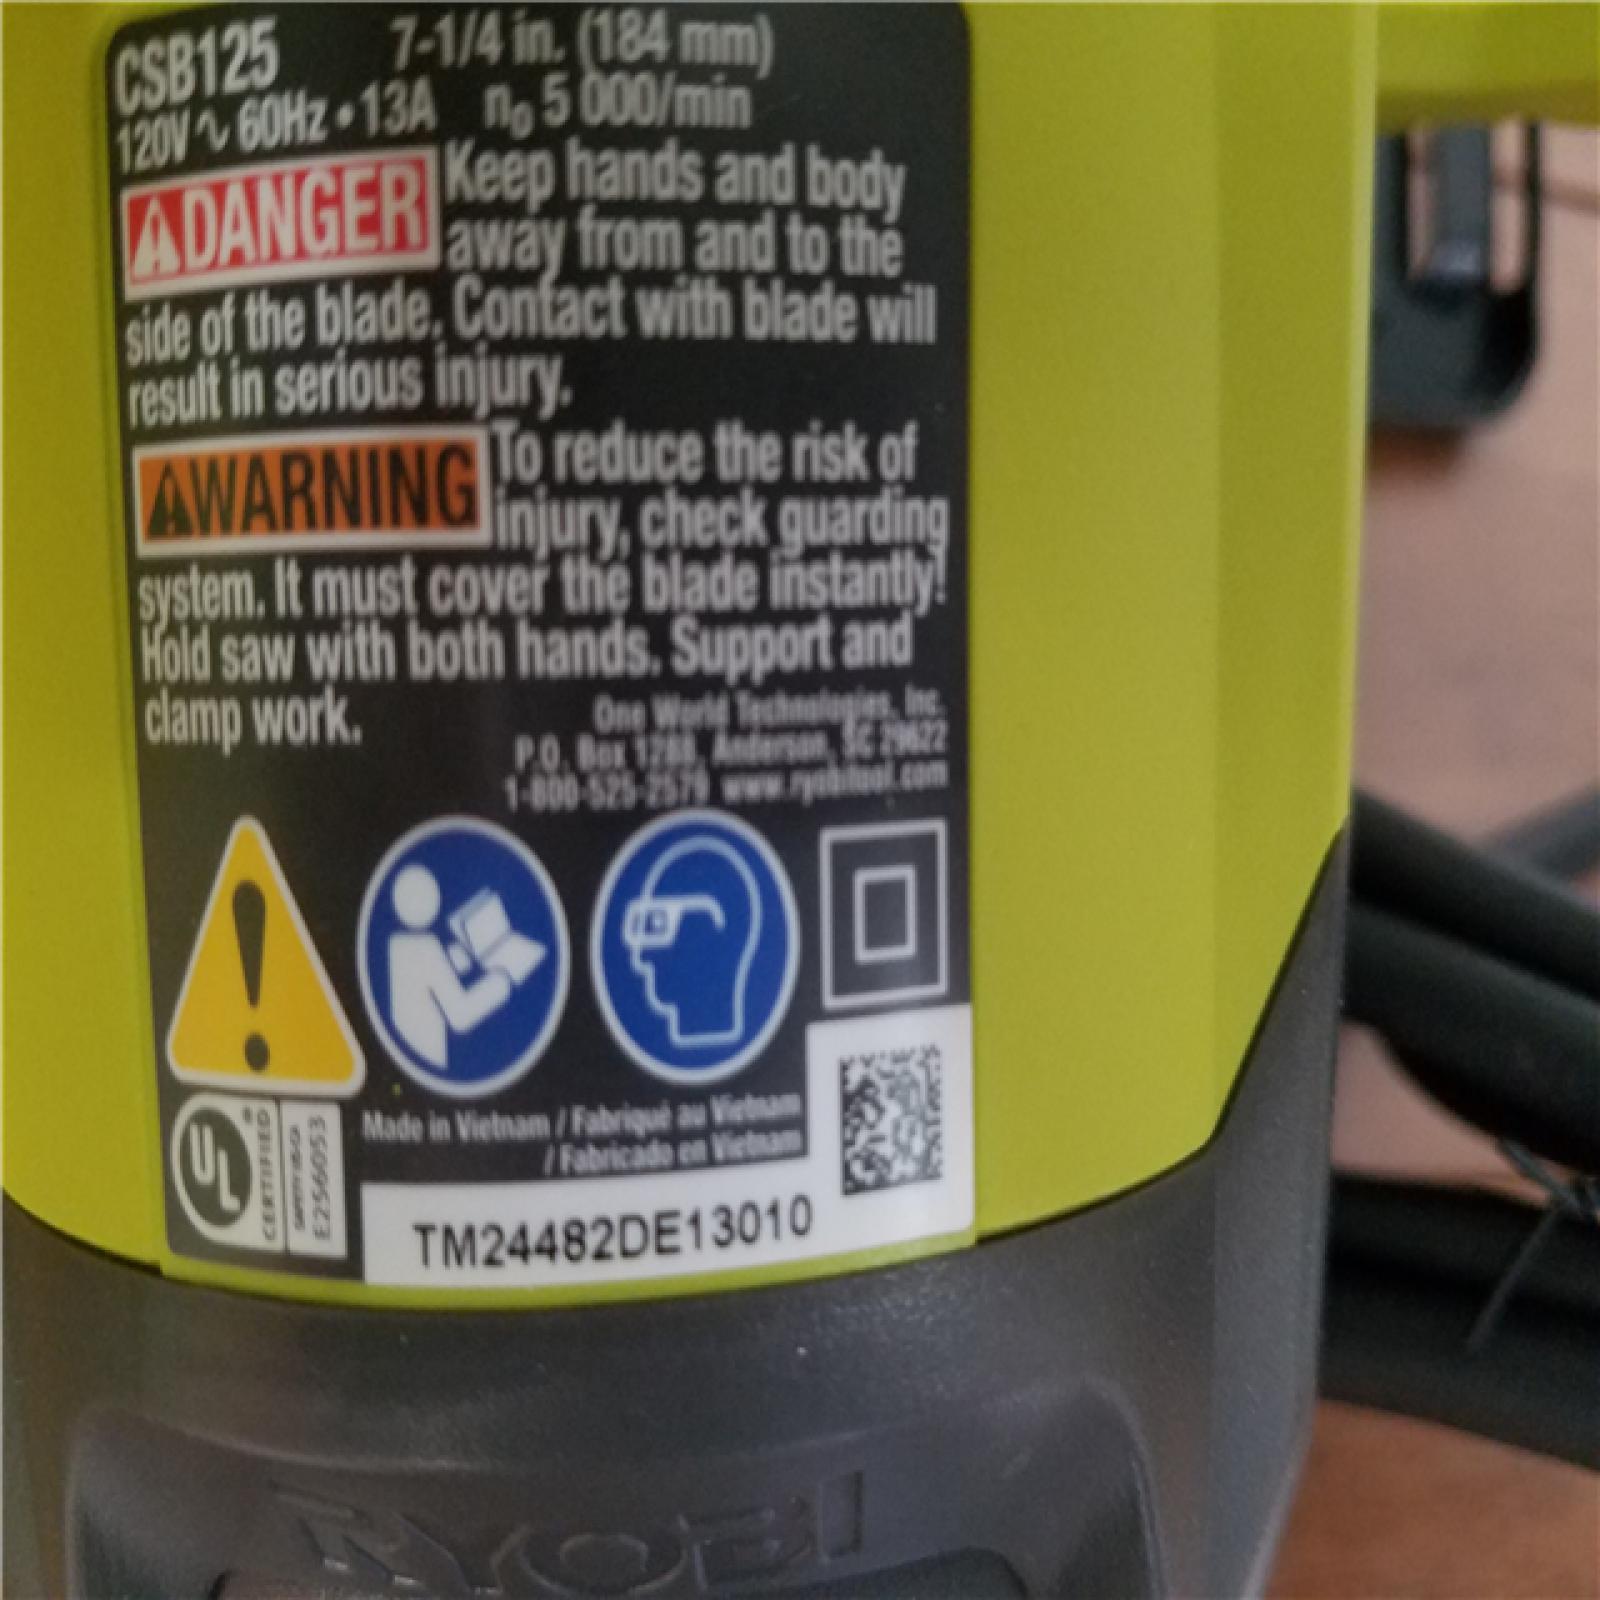 CSB125 7-1/4 in. (184 mm)
120V ∿ 60Hz • 13A n₀ 5 000/min
DANGER Keep hands and body
away from and to the
side of the blade. Contact with blade will
result in serious injury.
WARNING To reduce the risk of
injury, check guarding
system. It must cover the blade instantly!
Hold saw with both hands. Support and
clamp work.
One World Technologies, Inc.
P.O. Box 1288, Anderson, SC 29622
1-800-525-2579 www.ryobitool.com
UL ® CERTIFIED
E256053
Made in Vietnam / Fabriqué au Vietnam
/ Fabricado en Vietnam
TM24482DE13010
RYOBI